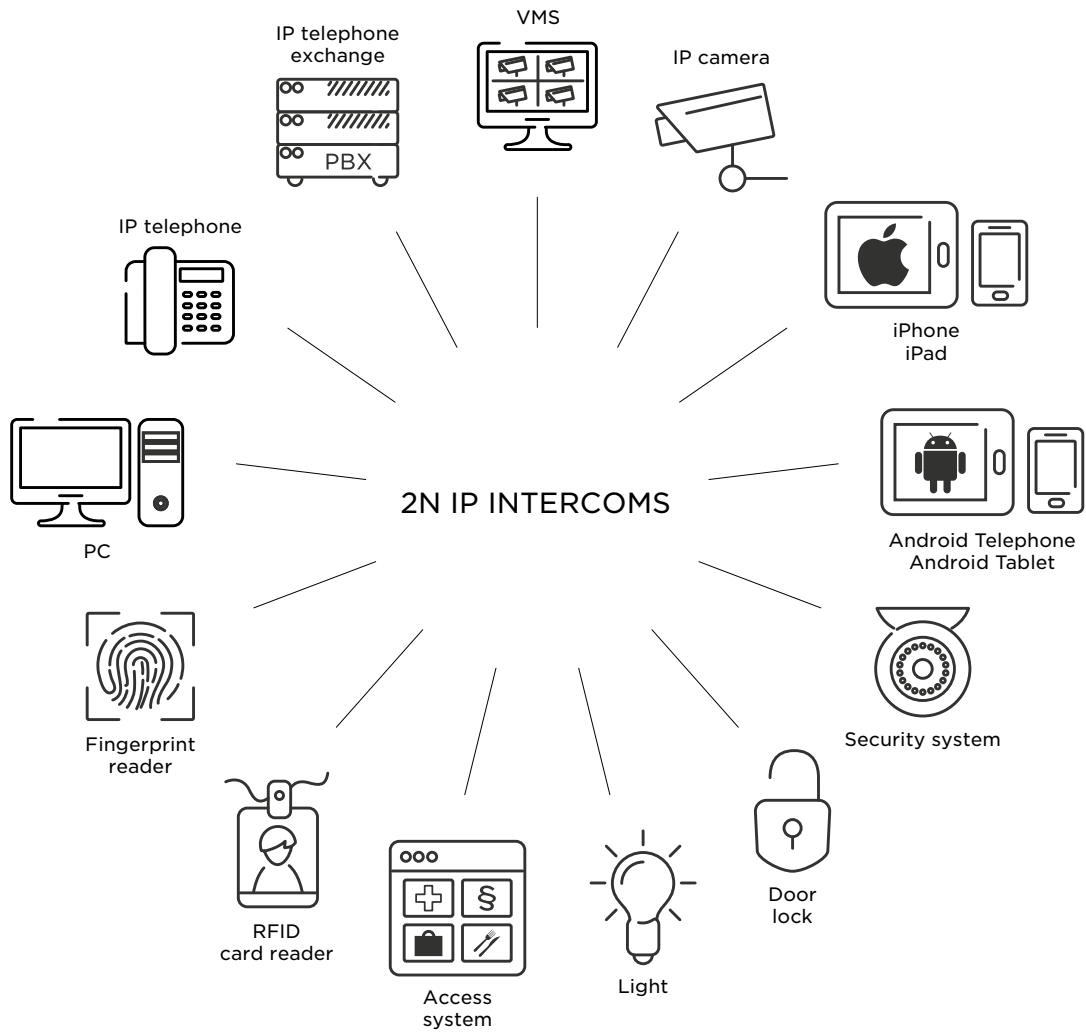 VMS
IP telephone
exchange
IP camera
PBX
IP telephone
iPhone
iPad
2N IP INTERCOMS
Android Telephone
Android Tablet
PC
Fingerprint
reader
Security system
Door
lock
RFID
card reader
§
Light
Access
system